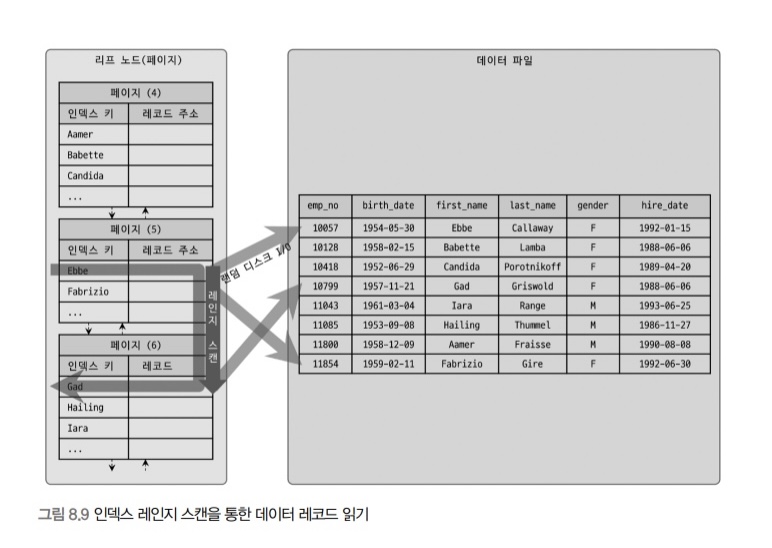 리프 노드(페이지)
페이지 (4)
인덱스 키 레코드 주소
Aamer
Babette
Candida
...
페이지 (5)
인덱스 키 레코드 주소
Ebbe
Fabrizio
...
페이지 (6)
인덱스 키 레코드
Gad
Hailing
Iara
...
레인지 스캔
랜덤 디스크 I/O
데이터 파일
emp_no birth_date first_name last_name gender hire_date
10057 1954-05-30 Ebbe Callaway F 1992-01-15
10128 1958-02-15 Babette Lamba F 1988-06-06
10418 1952-06-29 Candida Porotnikoff F 1989-04-20
10799 1957-11-21 Gad Griswold F 1988-06-06
11043 1961-03-04 Iara Range M 1993-06-25
11085 1953-09-08 Hailing Thummel M 1986-11-27
11800 1958-12-09 Aamer Fraisse M 1990-08-08
11854 1959-02-11 Fabrizio Gire F 1992-06-30
그림 8.9 인덱스 레인지 스캔을 통한 데이터 레코드 읽기